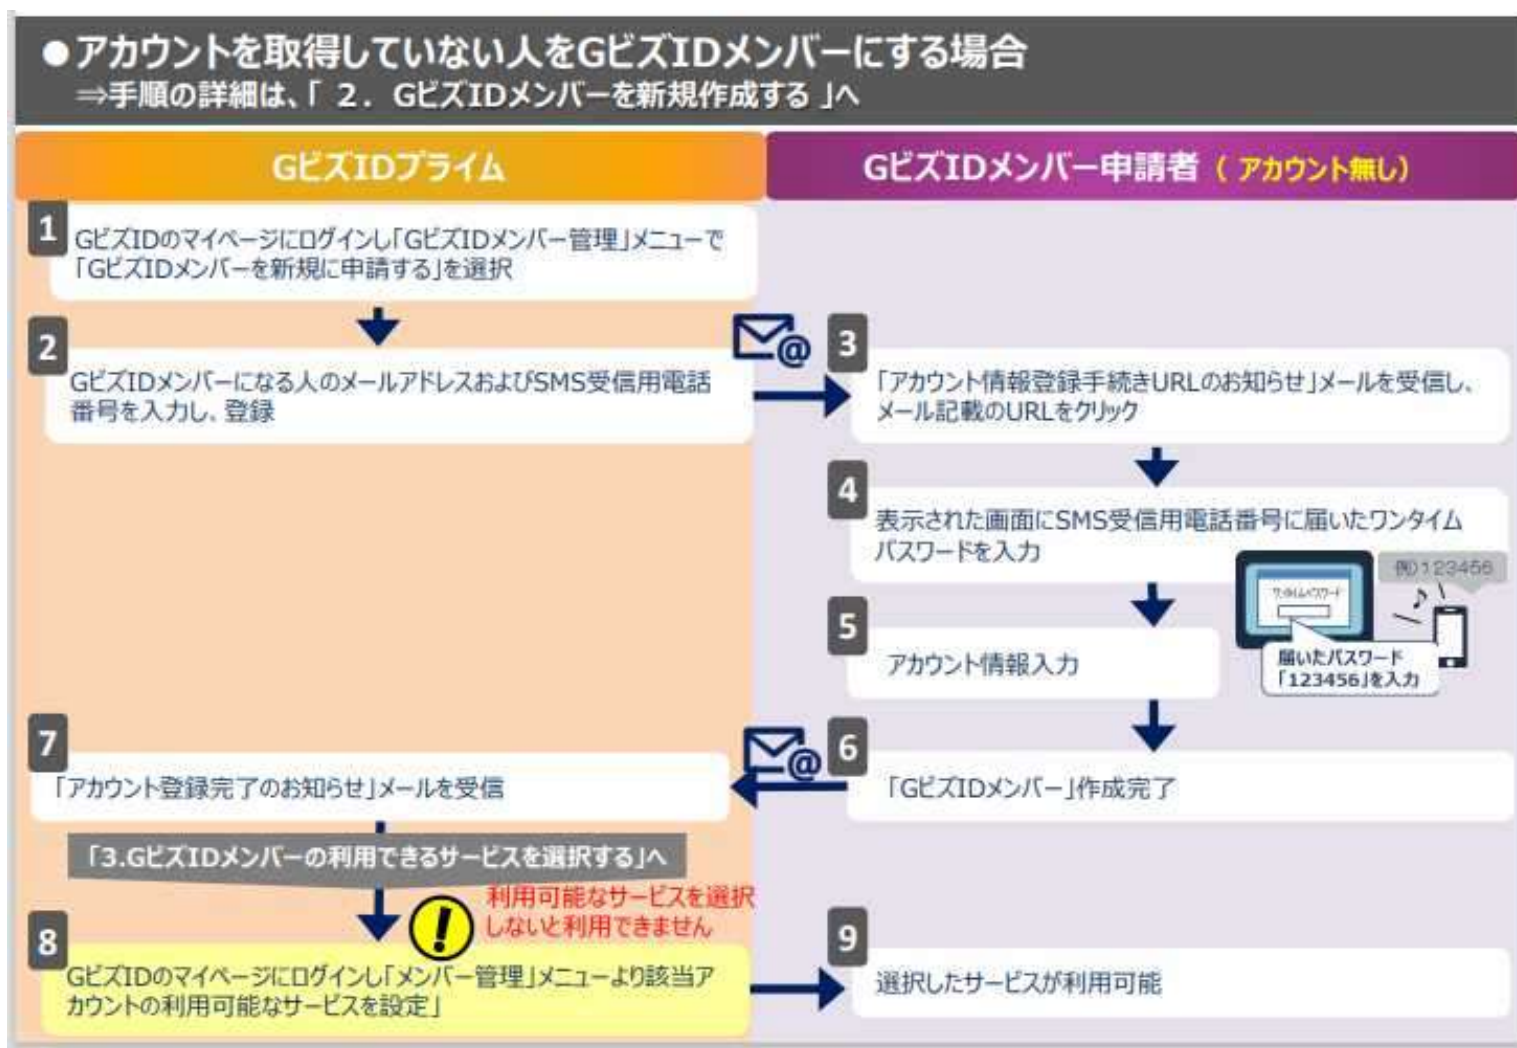 ●アカウントを取得していない人をGビズIDメンバーにする場合
⇒手順の詳細は、「 2．GビズIDメンバーを新規作成する 」へ
GビズIDプライム
GビズIDメンバー申請者（ アカウント無し）
1
GビズIDのマイページにログインし「GビズIDメンバー管理」メニューで
「GビズIDメンバーを新規に申請する」を選択
2
GビズIDメンバーになる人のメールアドレスおよびSMS受信用電話
番号を入力し、登録
@
3
「アカウント情報登録手続きURLのお知らせ」メールを受信し、
メール記載のURLをクリック
4
表示された画面にSMS受信用電話番号に届いたワンタイム
パスワードを入力
例)123456
ワンタイムパスワード
届いたパスワード
「123456」を入力
5
アカウント情報入力
6
「GビズIDメンバー」作成完了
@
7
「アカウント登録完了のお知らせ」メールを受信
「3.GビズIDメンバーの利用できるサービスを選択する」へ
!
利用可能なサービスを選択
しないと利用できません
8
GビズIDのマイページにログインし「メンバー管理」メニューより該当ア
カウントの利用可能なサービスを設定」
9
選択したサービスが利用可能